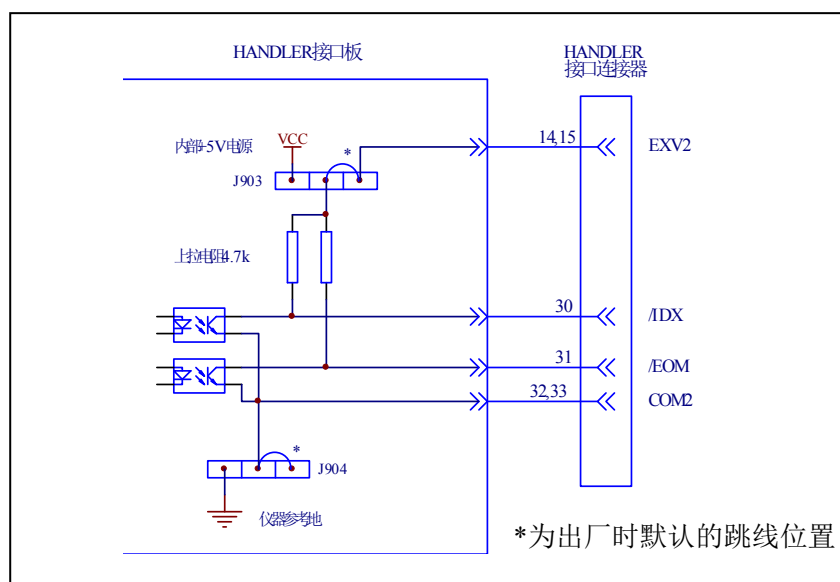 HANDLER接口板
HANDLER
接口连接器
内部+5V电源
VCC
*
14,15
EXV2
J903
上拉电阻4.7k
30
/IDX
31
/EOM
32,33
COM2
*
J904
仪器参考地
*为出厂时默认的跳线位置